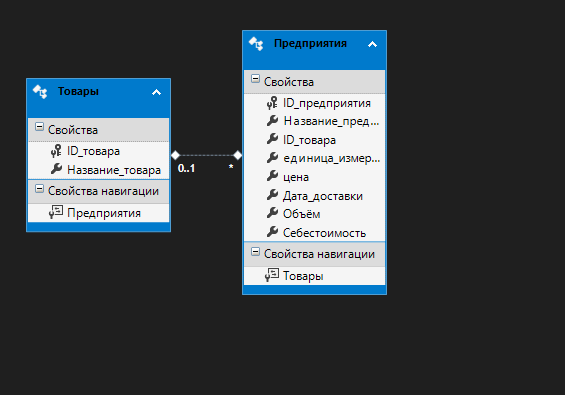 Товары
Свойства
ID_товара
Название_товара
Свойства навигации
Предприятия
0..1
*
Предприятия
Свойства
ID_предприятия
Название_пред...
ID_товара
единица_измер...
цена
Дата_доставки
Объём
Себестоимость
Свойства навигации
Товары